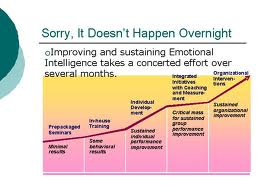 Sorry, It Doesn't Happen Overnight
oImproving and sustaining Emotional
Intelligence takes a concerted effort over
several months.
Prepackaged
Seminars
Minimal
results
In-house
Training
Some
behavioral
results
Individual
Develop-
ment
Sustained
individual
performance
improvement
Integrated
Initiatives
with Coaching
and Measure-
ment
Critical mass
for sustained
group
performance
improvement
Organizational
Interven-
tions
Sustained
organizational
improvement